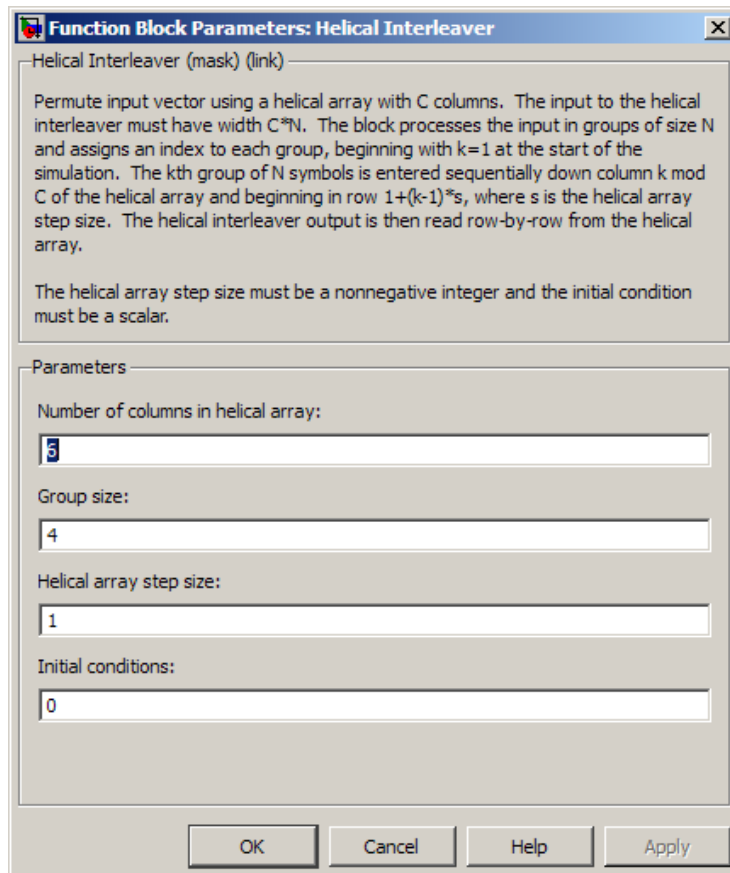 Function Block Parameters: Helical Interleaver
Helical Interleaver (mask) (link)
Permute input vector using a helical array with C columns.  The input to the helical
interleaver must have width C*N.  The block processes the input in groups of size N
and assigns an index to each group, beginning with k=1 at the start of the
simulation.  The kth group of N symbols is entered sequentially down column k mod
C of the helical array and beginning in row 1+(k-1)*s, where s is the helical array
step size.  The helical interleaver output is then read row-by-row from the helical
array.
The helical array step size must be a nonnegative integer and the initial condition
must be a scalar.
Parameters
Number of columns in helical array:
6
Group size:
4
Helical array step size:
1
Initial conditions:
0
OK Cancel Help Apply